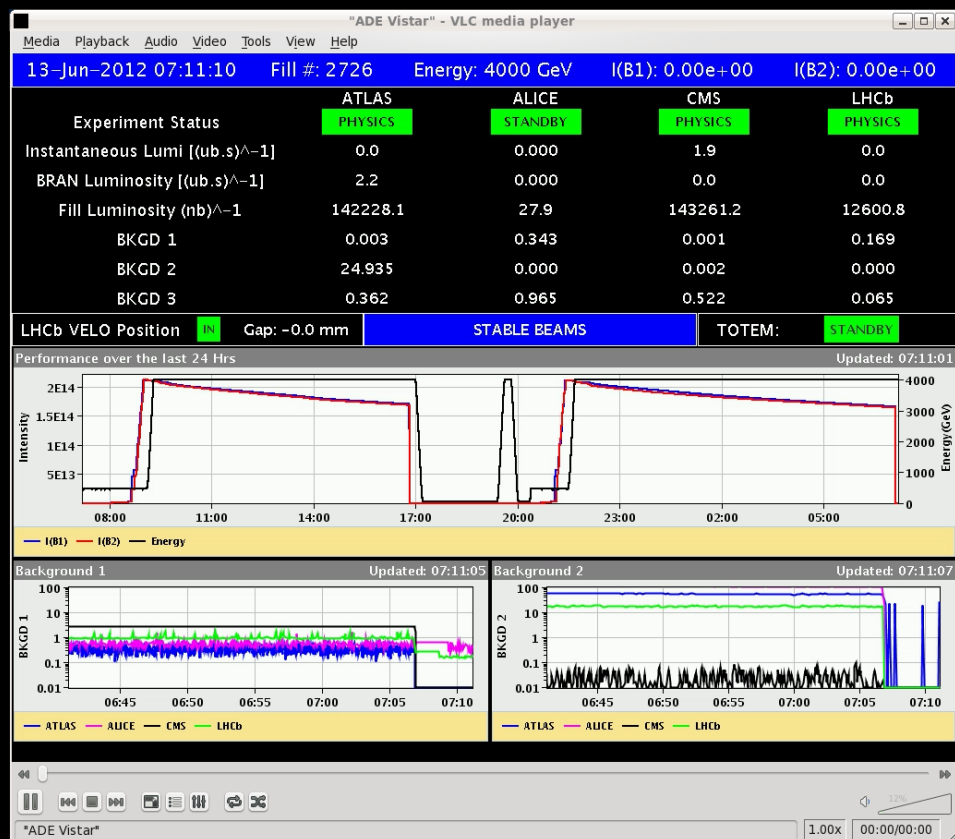 "ADE Vistar" - VLC media player
Media Playback Audio Video Tools View Help
13-Jun-2012 07:11:10 Fill #: 2726 Energy: 4000 GeV I(B1): 0.00e+00 I(B2): 0.00e+00
ATLAS ALICE CMS LHCb
Experiment Status PHYSICS STANDBY PHYSICS PHYSICS
Instantaneous Lumi [(ub.s)^-1] 0.0 0.000 1.9 0.0
BRAN Luminosity [(ub.s)^-1] 2.2 0.000 0.0 0.0
Fill Luminosity (nb)^-1 142228.1 27.9 143261.2 12600.8
BKGD 1 0.003 0.343 0.001 0.169
BKGD 2 24.935 0.000 0.002 0.000
BKGD 3 0.362 0.965 0.522 0.065
LHCb VELO Position IN Gap: -0.0 mm STABLE BEAMS TOTEM: STANDBY
Performance over the last 24 Hrs Updated: 07:11:01
Intensity
2E14
1.5E14
1E14
5E13
4000
3000
2000
1000
0
Energy(GeV)
08:00 11:00 14:00 17:00 20:00 23:00 02:00 05:00
I(B1) I(B2) Energy
Background 1 Updated: 07:11:05
BKGD 1
100
10
1
0.1
0.01
06:45 06:50 06:55 07:00 07:05 07:10
ATLAS ALICE CMS LHCb
Background 2 Updated: 07:11:07
BKGD 2
100
10
1
0.1
0.01
06:45 06:50 06:55 07:00 07:05 07:10
ATLAS ALICE CMS LHCb
12%
"ADE Vistar" 1.00x 00:00/00:00